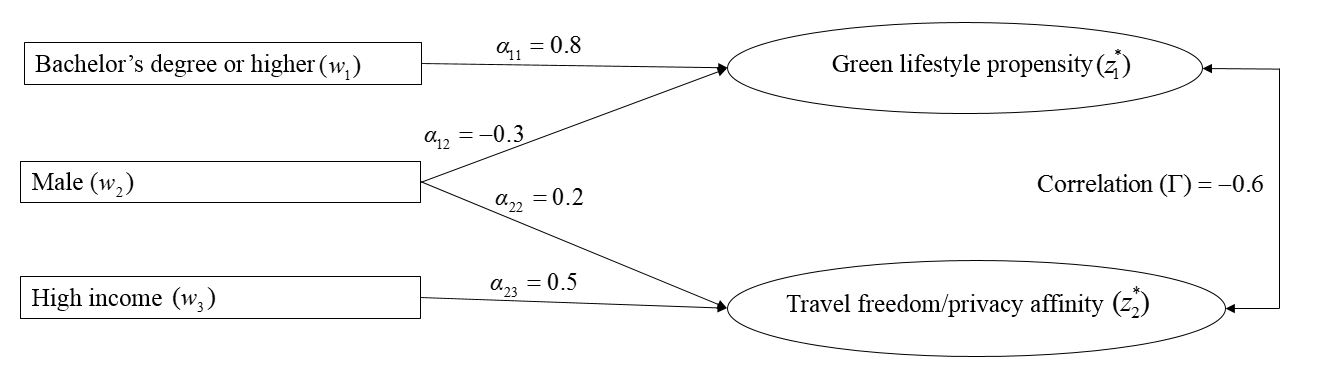 α₁₁ = 0.8
Bachelor’s degree or higher (w₁)
Green lifestyle propensity (z₁*)
α₁₂ = –0.3
Male (w₂)
Correlation (Γ) = –0.6
α₂₂ = 0.2
α₂₃ = 0.5
High income (w₃)
Travel freedom/privacy affinity (z₂*)